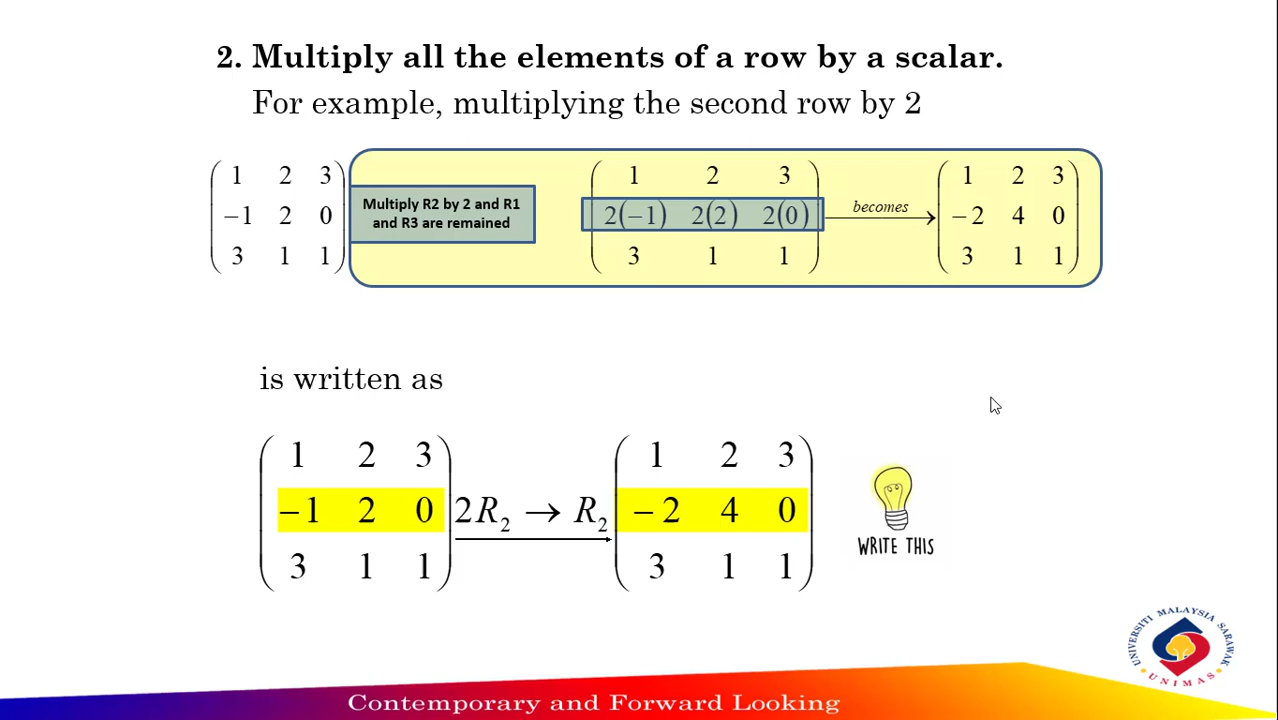 2. Multiply all the elements of a row by a scalar.
For example, multiplying the second row by 2
1 2 3
−1 2 0
3 1 1
Multiply R2 by 2 and R1
and R3 are remained
1 2 3
2(−1) 2(2) 2(0)
3 1 1
becomes
1 2 3
−2 4 0
3 1 1
is written as
1 2 3
−1 2 0
3 1 1
2R₂ → R₂
1 2 3
−2 4 0
3 1 1
WRITE THIS
UNIVERSITI MALAYSIA SARAWAK
UNIMAS
Contemporary and Forward Looking